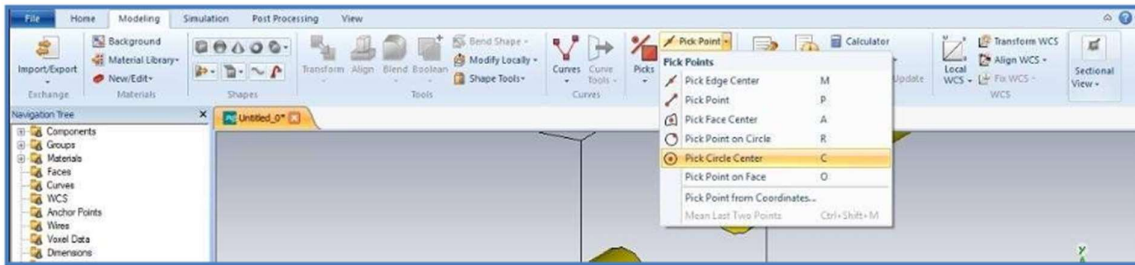 File Home Modeling Simulation Post Processing View
Background
Material Library
New/Edit
Import/Export
Exchange
Materials
Shapes
Transform Align Blend Boolean
Bend Shape
Modify Locally
Shape Tools
Tools
Curves Curve Tools
Curves
Picks
Pick Point
Pick Points
Pick Edge Center M
Pick Point P
Pick Face Center A
Pick Point on Circle R
Pick Circle Center C
Pick Point on Face O
Pick Point from Coordinates...
Mean Last Two Points Ctrl+Shift+M
Calculator
Update
Local WCS
Transform WCS
Align WCS
Fix WCS
WCS
Sectional View
Navigation Tree X
Untitled_0*
Components
Groups
Materials
Faces
Curves
WCS
Anchor Points
Wires
Voxel Data
Dimensions
y